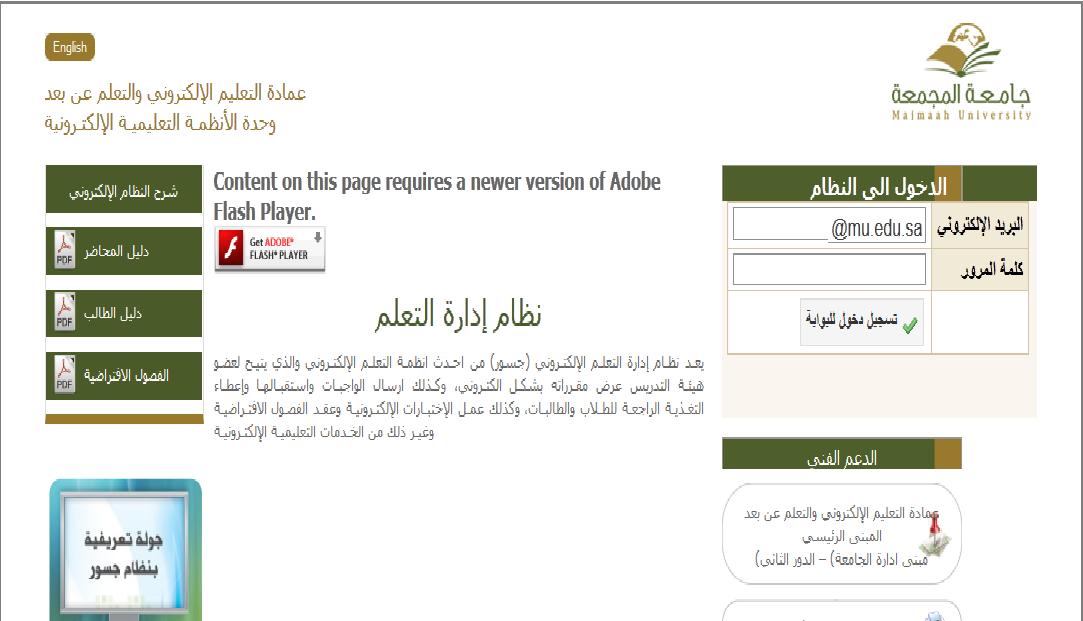 English
جامعة المجمعة
Majmaah University
عمادة التعليم الإلكتروني والتعلم عن بعد
وحدة الأنظمة التعليمية الإلكترونية
الدخول الى النظام
البريد الإلكتروني
@mu.edu.sa
كلمة المرور
تسجيل دخول للبوابة
الدعم الفني
عمادة التعليم الإلكتروني والتعلم عن بعد
المبنى الرئيسي
مبنى ادارة الجامعة) – الدور الثاني)
Content on this page requires a newer version of Adobe
Flash Player.
Get ADOBE®
FLASH® PLAYER
نظام إدارة التعلم
يعد نظام إدارة التعلم الإلكتروني (جسور) من احدث انظمة التعلم الإلكتروني والذي يتيح لعضو
هيئة التدريس عرض مقرراته بشكل الكتروني، وكذلك ارسال الواجبات واستقبالها وإعطاء
التغذية الراجعة للطلاب والطالبات، وكذلك عمل الإختبارات الإلكترونية وعقد الفصول الافتراضية
وغير ذلك من الخدمات التعليمية الإلكترونية
شرح النظام الإلكتروني
دليل المحاضر
PDF
دليل الطالب
PDF
الفصول الافتراضية
PDF
جولة تعريفية
بنظام جسور